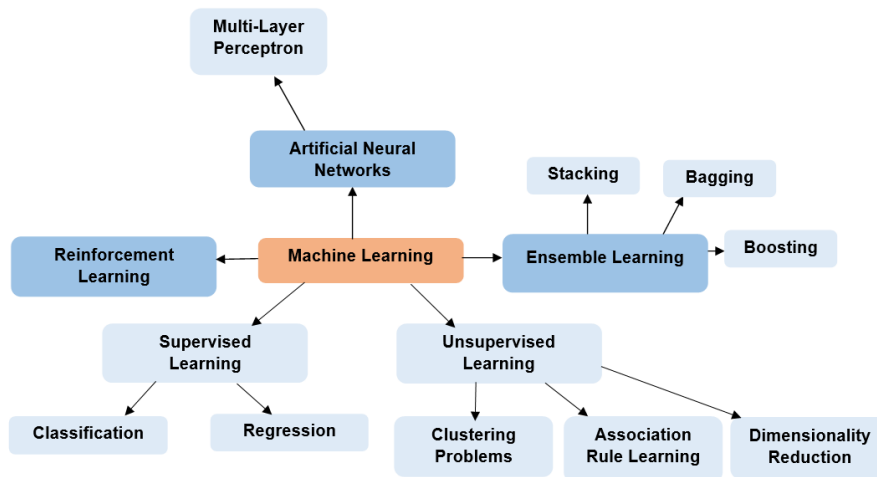 Multi-Layer
Perceptron
Artificial Neural
Networks
Stacking
Bagging
Reinforcement
Learning
Machine Learning
Ensemble Learning
Boosting
Supervised
Learning
Unsupervised
Learning
Classification
Regression
Clustering
Problems
Association
Rule Learning
Dimensionality
Reduction